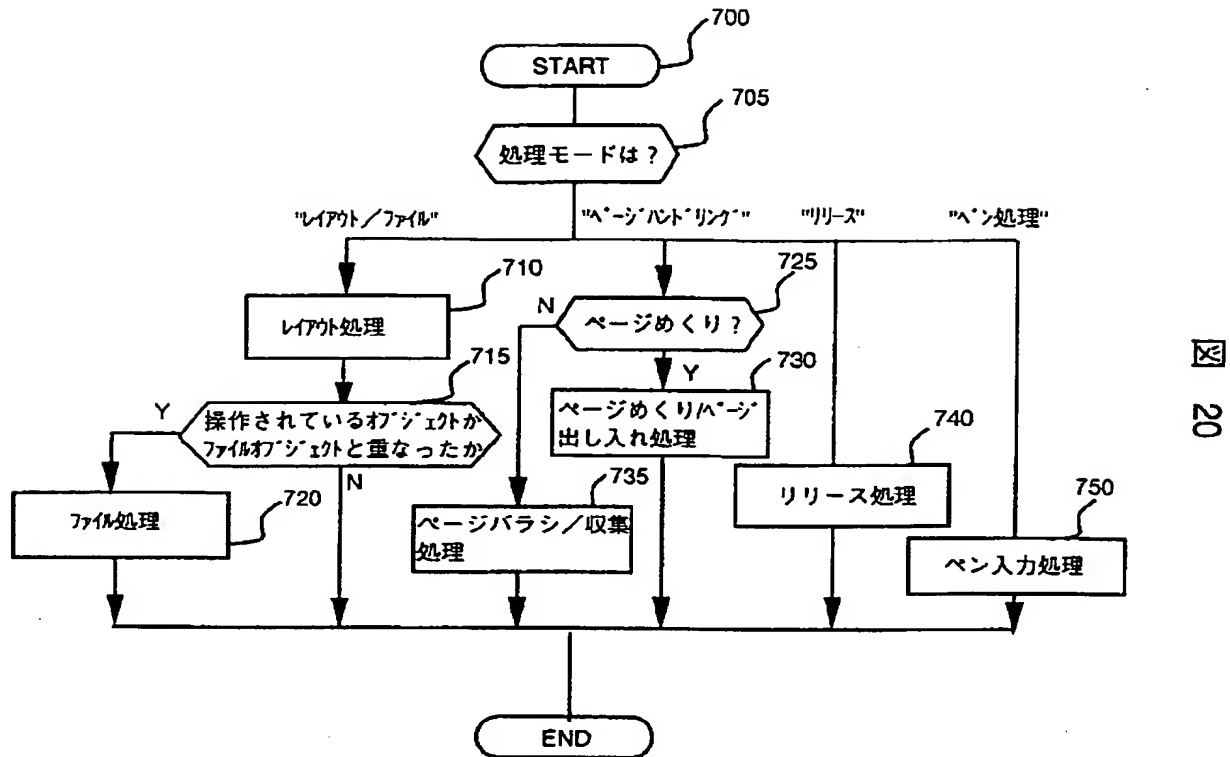 700
START
705
処理モードは?
"レイアウト/ファイル"
"ページハンドリング"
"リリース"
"ペン処理"
710
レイアウト処理
725
N
ページめくり?
715
Y
730
Y
操作されているオブジェクトが
ファイルオブジェクトと重なったか
ページめくり/ページ
出し入れ処理
740
N
リリース処理
720
ファイル処理
735
ページバラシ/収集
処理
750
ペン入力処理
END
図 20